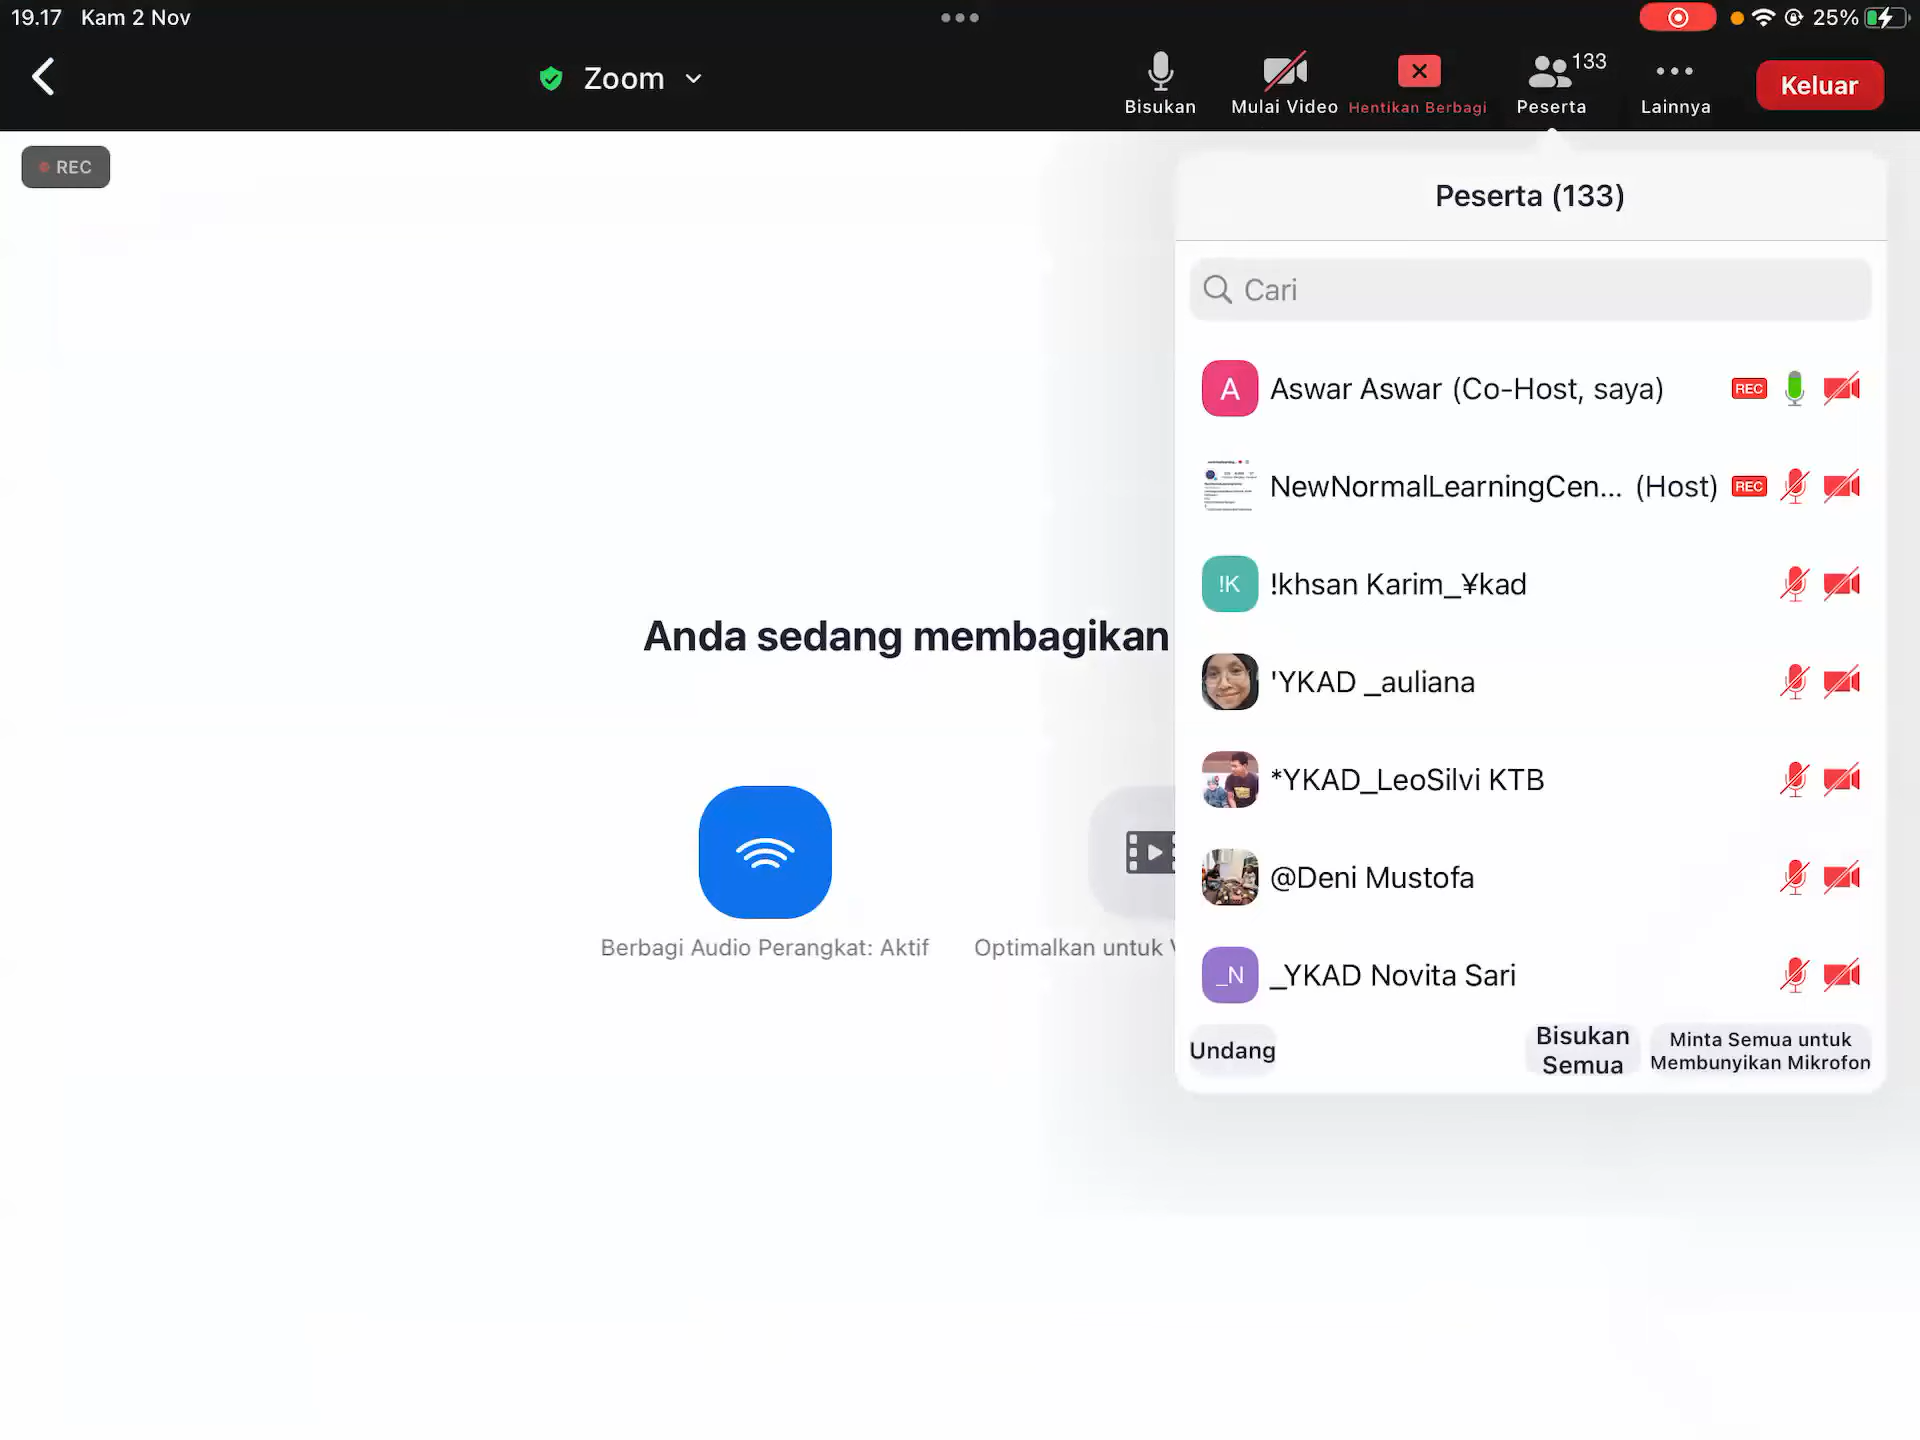 19.17 Kam 2 Nov
25%
Zoom
Bisukan
Mulai Video
Hentikan Berbagi
133
Peserta
Lainnya
Keluar
REC
Peserta (133)
Cari
A Aswar Aswar (Co-Host, saya) REC
NewNormalLearningCen... (Host) REC
!K !khsan Karim_¥kad
'YKAD _auliana
*YKAD_LeoSilvi KTB
@Deni Mustofa
_N _YKAD Novita Sari
Undang
Bisukan
Semua
Minta Semua untuk
Membunyikan Mikrofon
Anda sedang membagikan
Berbagi Audio Perangkat: Aktif
Optimalkan untuk